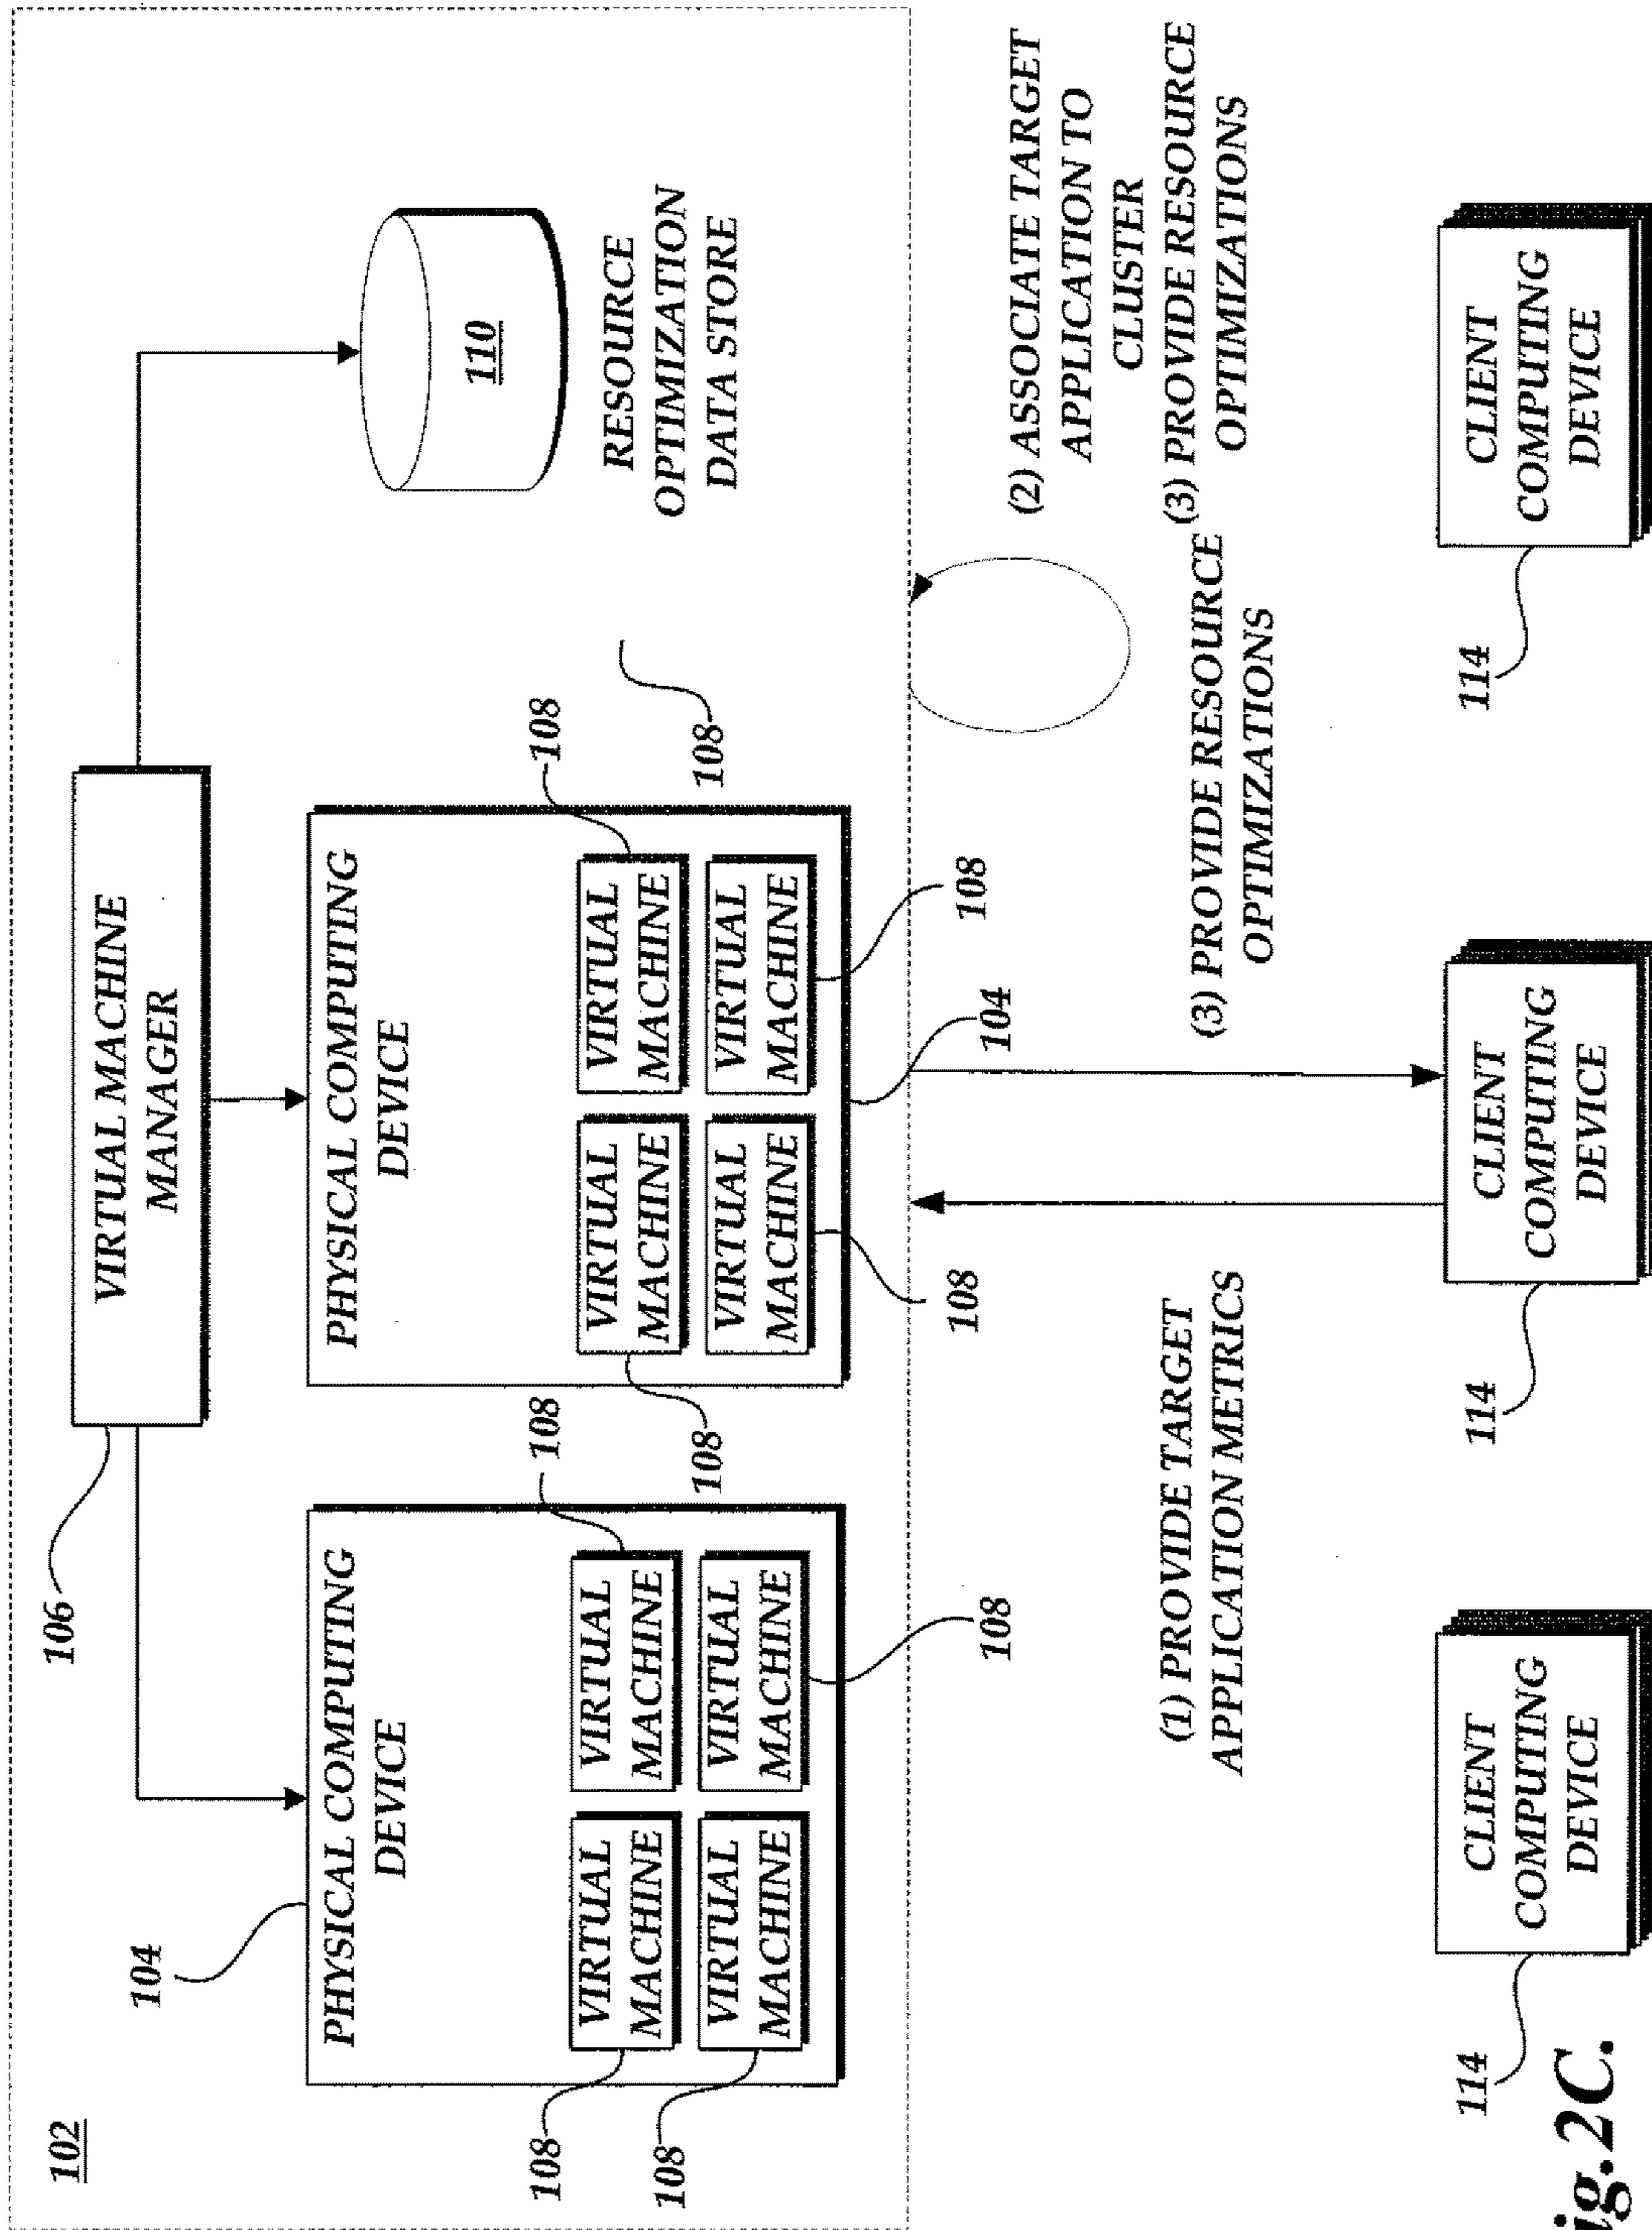 102
106
VIRTUAL MACHINE
MANAGER
104
PHYSICAL COMPUTING
DEVICE
VIRTUAL
MACHINE
VIRTUAL
MACHINE
VIRTUAL
MACHINE
VIRTUAL
MACHINE
108
108
108
108
PHYSICAL COMPUTING
DEVICE
VIRTUAL
MACHINE
VIRTUAL
MACHINE
VIRTUAL
MACHINE
VIRTUAL
MACHINE
108
108
108
108
104
108
110
RESOURCE
OPTIMIZATION
DATA STORE
(1) PROVIDE TARGET
APPLICATION METRICS
(3) PROVIDE RESOURCE
OPTIMIZATIONS
(2) ASSOCIATE TARGET
APPLICATION TO
CLUSTER
(3) PROVIDE RESOURCE
OPTIMIZATIONS
114
CLIENT
COMPUTING
DEVICE
114
CLIENT
COMPUTING
DEVICE
114
CLIENT
COMPUTING
DEVICE
ig.2C.